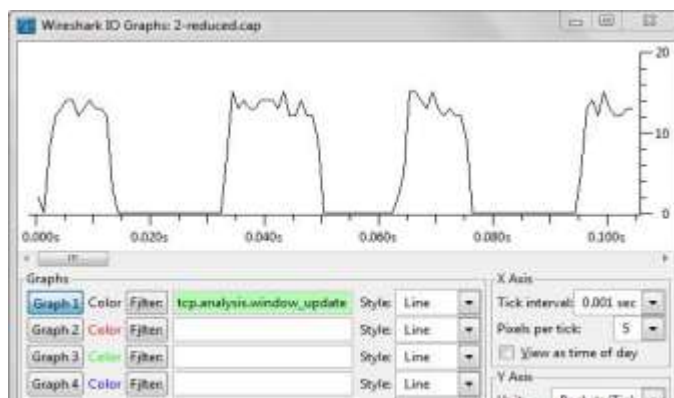 Wireshark IO Graphs: 2-reduced.cap
20
10
0
0.000s 0.020s 0.040s 0.060s 0.080s 0.100s
Graphs
Graph 1 Color Filter: tcp.analysis.window_update Style: Line
Graph 2 Color Filter: Style: Line
Graph 3 Color Filter: Style: Line
Graph 4 Color Filter: Style: Line
X Axis
Tick interval: 0.001 sec
Pixels per tick: 5
View as time of day
Y Axis